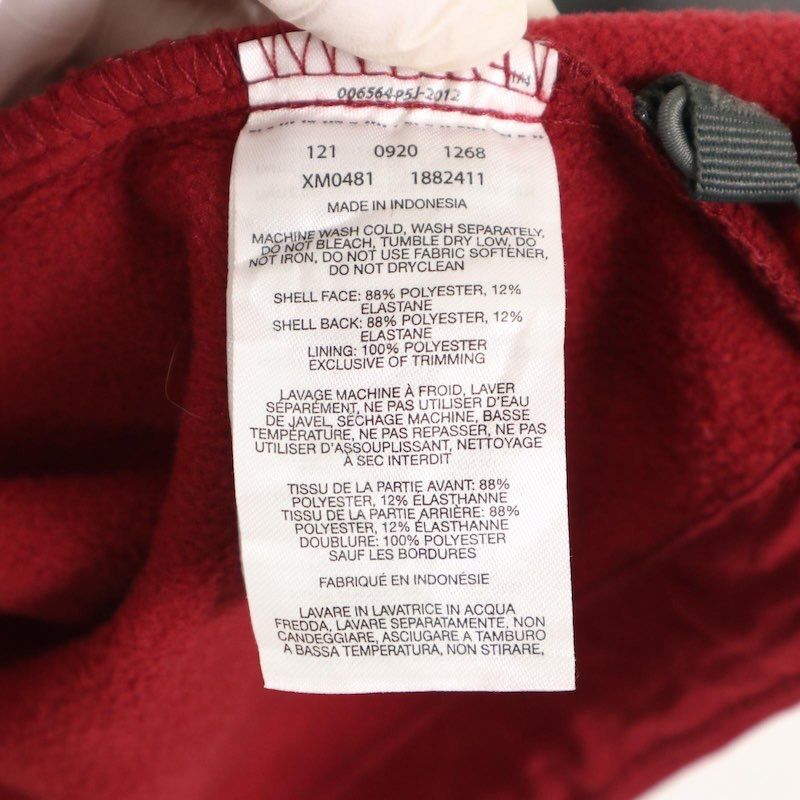 1/4
006564P5J-2012
121 0920 1268
XM0481 1882411
MADE IN INDONESIA
MACHINE WASH COLD, WASH SEPARATELY,
DO NOT BLEACH, TUMBLE DRY LOW, DO
NOT IRON, DO NOT USE FABRIC SOFTENER,
DO NOT DRYCLEAN
SHELL FACE: 88% POLYESTER, 12%
ELASTANE
SHELL BACK: 88% POLYESTER, 12%
ELASTANE
LINING: 100% POLYESTER
EXCLUSIVE OF TRIMMING
LAVAGE MACHINE À FROID, LAVER
SÉPARÉMENT, NE PAS UTILISER D'EAU
DE JAVEL, SÉCHAGE MACHINE, BASSE
TEMPÉRATURE, NE PAS REPASSER, NE PAS
UTILISER D'ASSOUPLISSANT, NETTOYAGE
À SEC INTERDIT
TISSU DE LA PARTIE AVANT: 88%
POLYESTER, 12% ÉLASTHANNE
TISSU DE LA PARTIE ARRIÈRE: 88%
POLYESTER, 12% ÉLASTHANNE
DOUBLURE: 100% POLYESTER
SAUF LES BORDURES
FABRIQUÉ EN INDONÉSIE
LAVARE IN LAVATRICE IN ACQUA
FREDDA, LAVARE SEPARATAMENTE, NON
CANDEGGIARE, ASCIUGARE A TAMBURO
A BASSA TEMPERATURA, NON STIRARE,